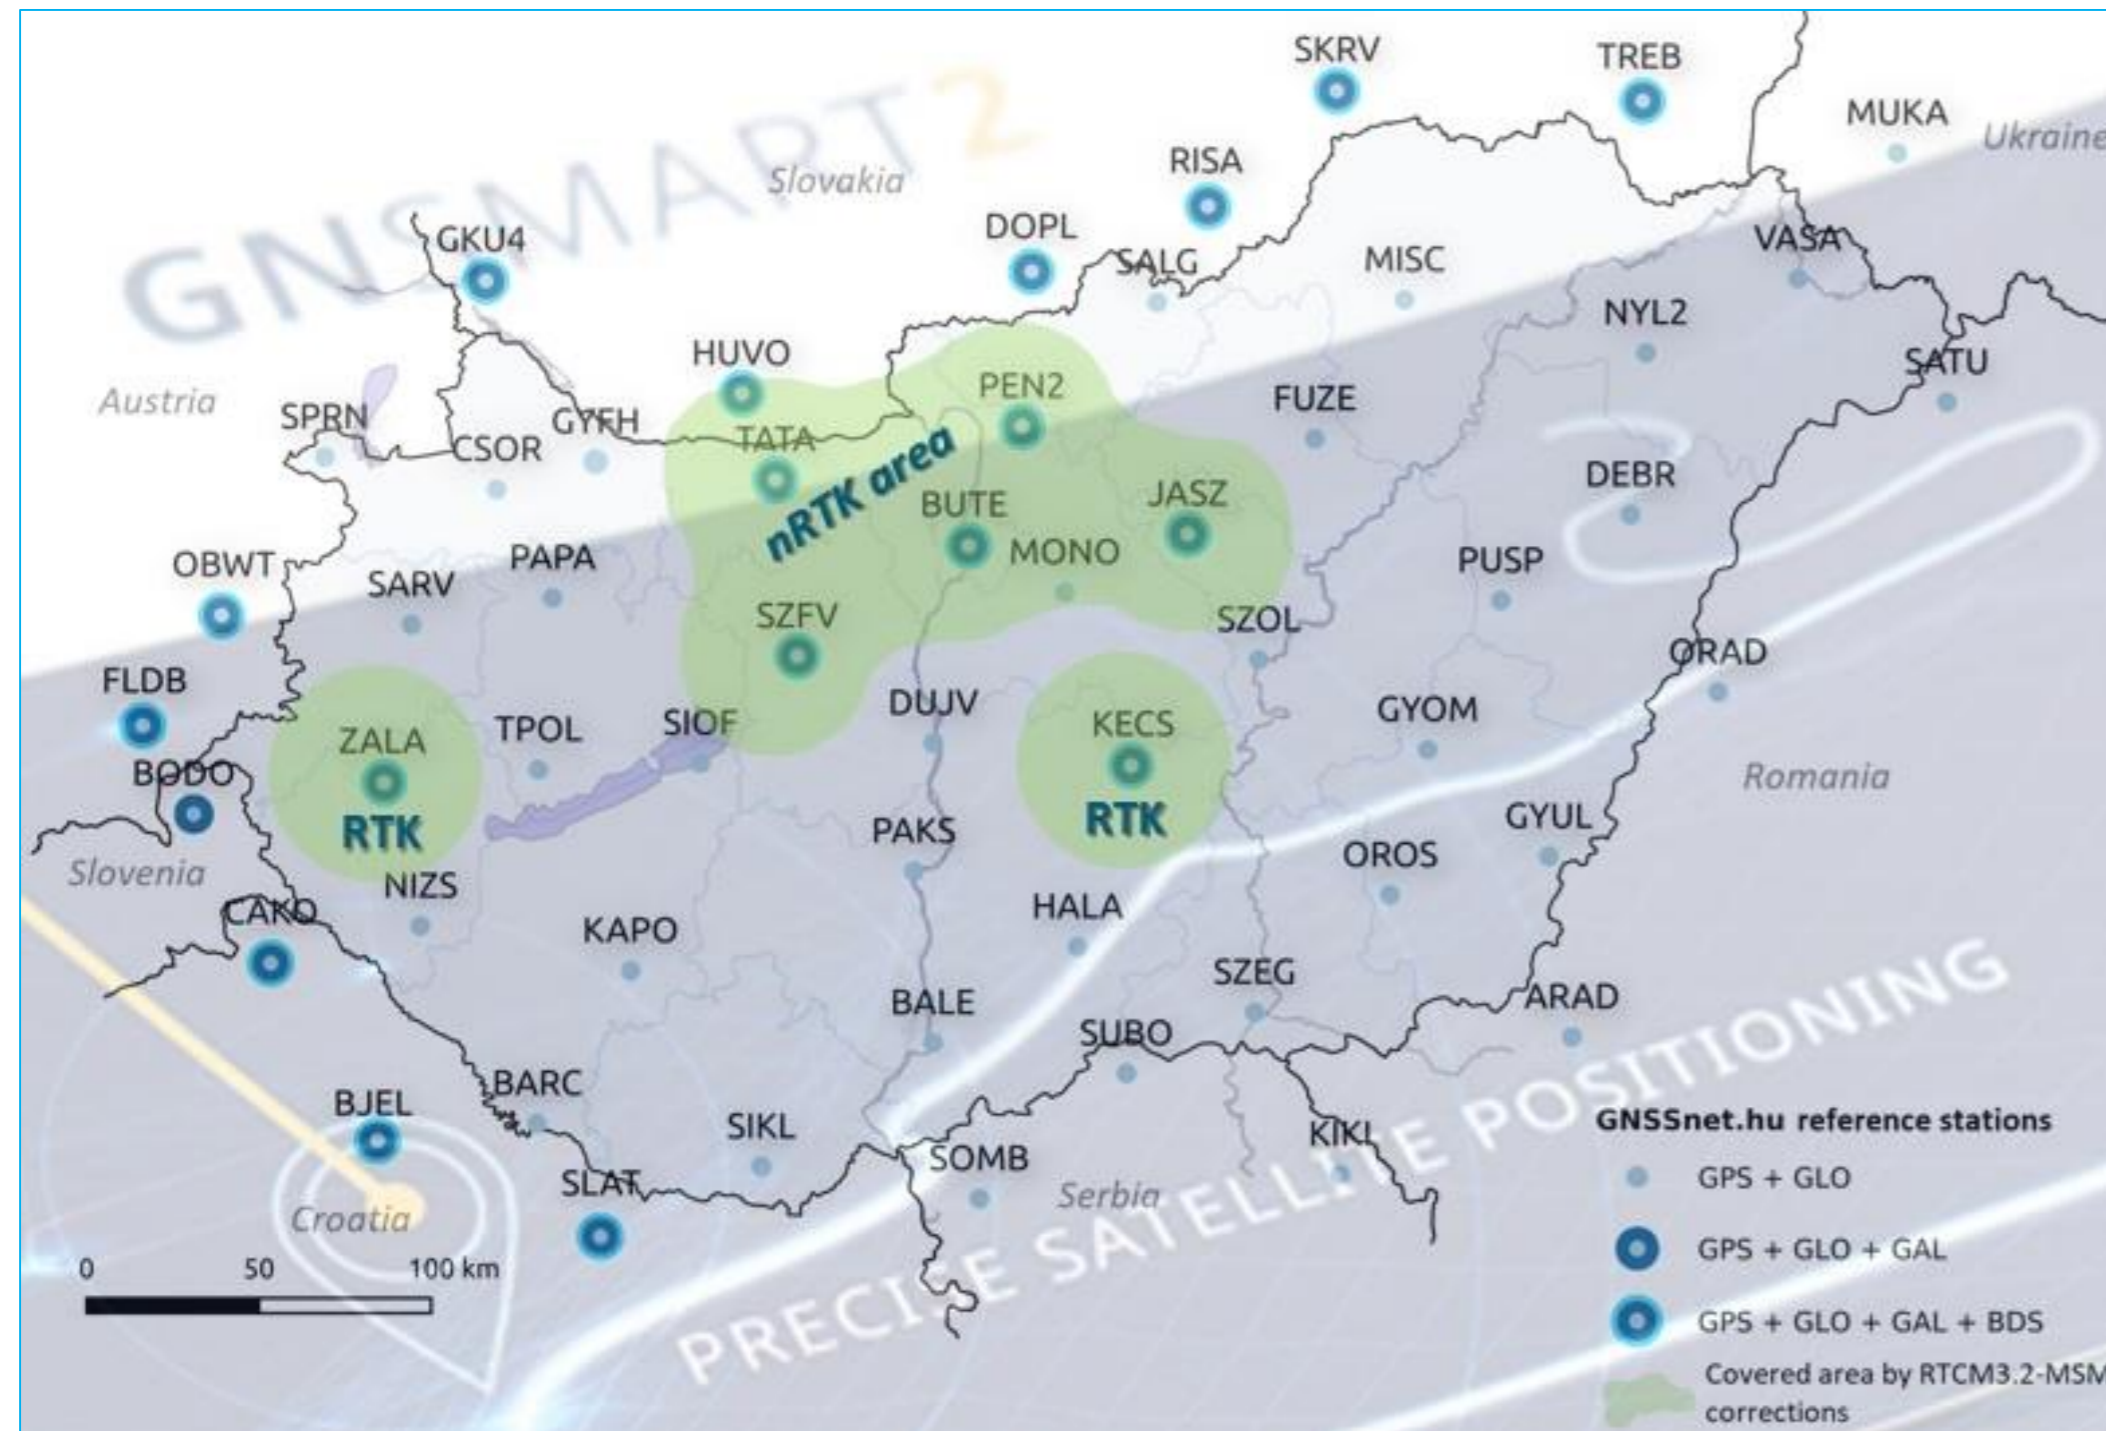 SKRV
TREB
MUKA
Ukraine
RISA
Slovakia
GNSMART2
DOPL
GKU4
SALG
MISC
VASA
NYL2
HUVO
SATU
PEN2
Austria
FUZE
SPRN
GYFH
CSOR
TATA
nRTK area
DEBR
JASZ
BUTE
MONO
PAPA
PUSP
OBWT
SARV
SZFV
SZOL
ORAD
FLDB
DUJV
GYOM
SIOF
KECS
TPOL
ZALA
BODO
Romania
RTK
RTK
PAKS
GYUL
OROS
Slovenia
NIZS
HALA
CAKO
KAPO
SZEG
BALE
ARAD
SUBO
BARC
BJEL
SIKL
KIKI
SOMB
SLAT
Serbia
Croatia
PRECISE SATELLITE POSITIONING
0 50 100 km
GNSSnet.hu reference stations
GPS + GLO
GPS + GLO + GAL
GPS + GLO + GAL + BDS
Covered area by RTCM3.2-MSM
corrections